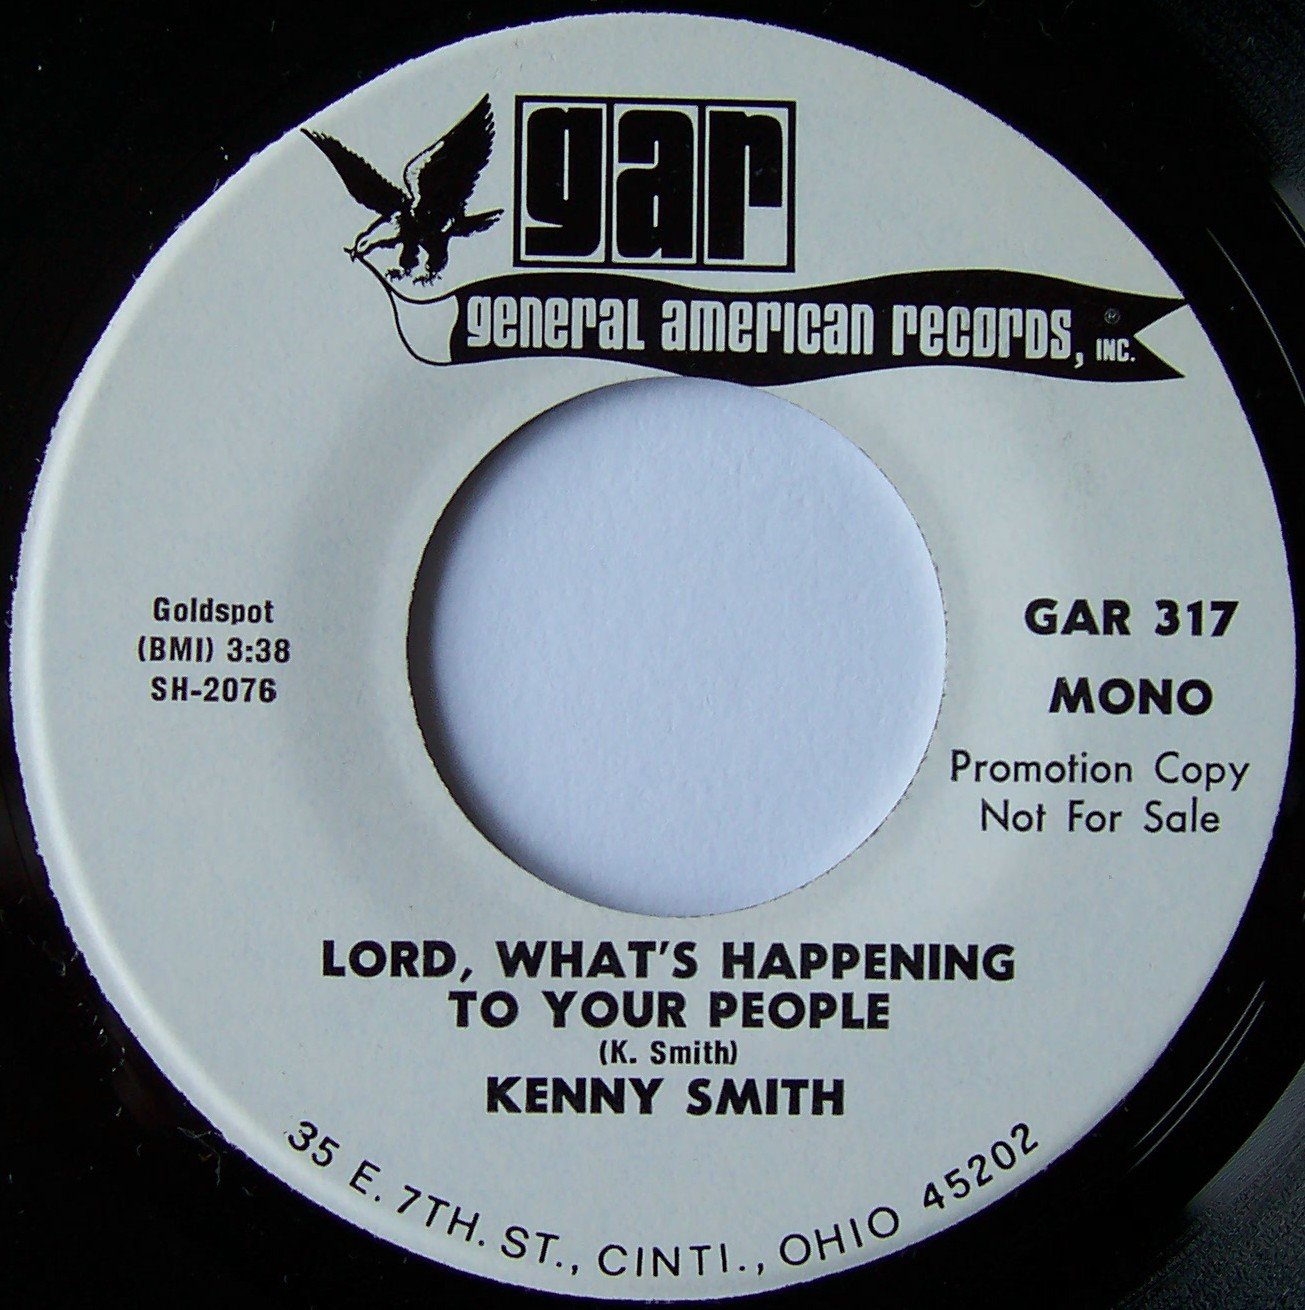 gar
general american records, INC.
Goldspot
(BMI) 3:38
SH-2076
GAR 317
MONO
Promotion Copy
Not For Sale
LORD, WHAT'S HAPPENING
TO YOUR PEOPLE
(K. Smith)
KENNY SMITH
35 E. 7TH. ST., CINTI., OHIO 45202